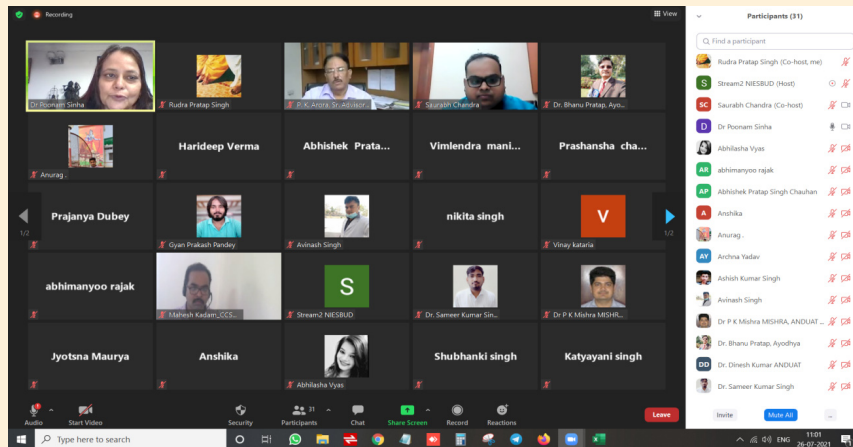 Recording
View
Participants (31)
Find a participant
Dr Poonam Sinha
Rudra Pratap Singh
P. K. Arora, Sr. Advisor...
Saurabh Chandra
Dr. Bhanu Pratap, Ayo...
Anurag .
Harideep Verma
Abhishek Prata...
Vimlendra mani...
Prashansha cha...
1/2
Prajanya Dubey
Gyan Prakash Pandey
Avinash Singh
nikita singh
V
Vinay kataria
1/2
abhimanyoo rajak
Mahesh Kadam_CCS...
S
Stream2 NIESBUD
Dr. Sameer Kumar Sin...
Dr P K Mishra MISHR...
Jyotsna Maurya
Anshika
Abhilasha Vyas
Shubhanki singh
Katyayani singh
Rudra Pratap Singh (Co-host, me)
S Stream2 NIESBUD (Host)
SC Saurabh Chandra (Co-host)
D Dr Poonam Sinha
Abhilasha Vyas
AR abhimanyoo rajak
AP Abhishek Pratap Singh Chauhan
A Anshika
Anurag .
AY Archna Yadav
Ashish Kumar Singh
Avinash Singh
Dr P K Mishra MISHRA, ANDUAT ...
Dr. Bhanu Pratap, Ayodhya
DD Dr. Dinesh Kumar ANDUAT
Dr. Sameer Kumar Singh
Audio
Start Video
Security
31
Participants
Chat
Share Screen
Record
Reactions
Leave
Invite
Mute All
...
Type here to search
ENG
11:01
26-07-2021